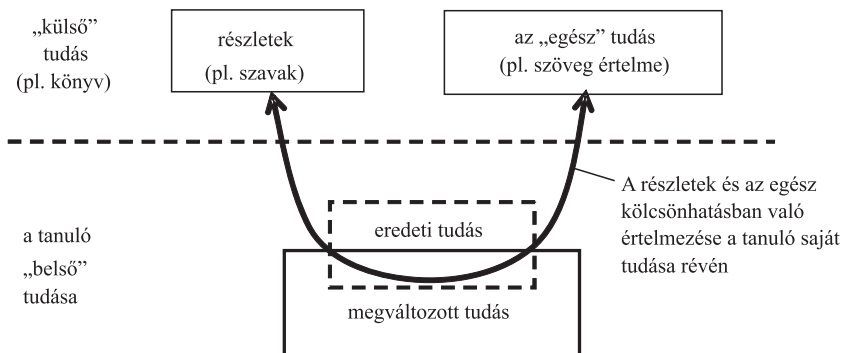 „külső”
tudás
(pl. könyv)
részletek
(pl. szavak)
az „egész” tudás
(pl. szöveg értelme)
A részletek és az egész
kölcsönhatásban való
értelmezése a tanuló saját
tudása révén
a tanuló
„belső”
tudása
eredeti tudás
megváltozott tudás